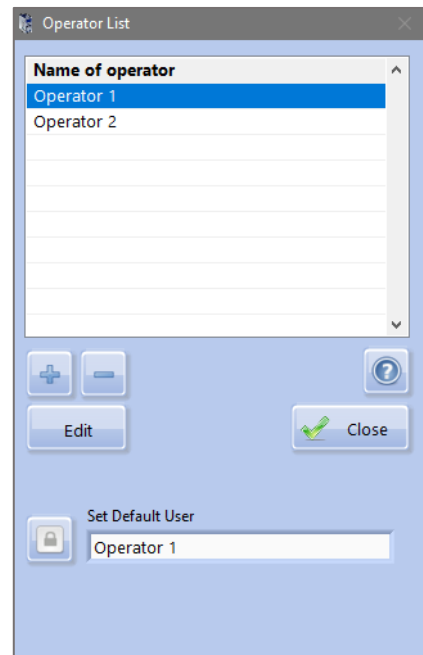 Operator List
Name of operator
Operator 1
Operator 2
Edit
Close
Set Default User
Operator 1